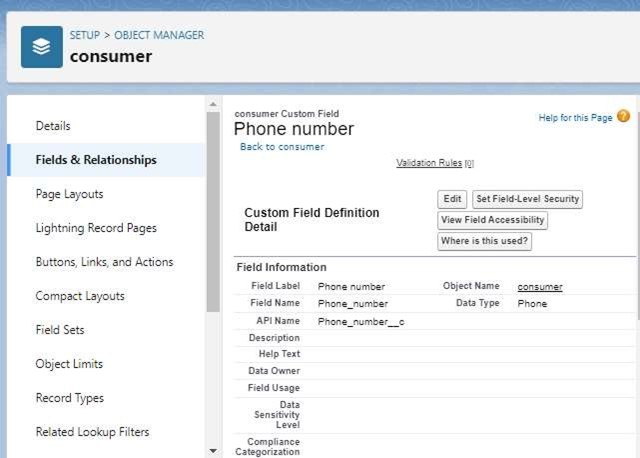 SETUP > OBJECT MANAGER
consumer
Details
Fields & Relationships
Page Layouts
Lightning Record Pages
Buttons, Links, and Actions
Compact Layouts
Field Sets
Object Limits
Record Types
Related Lookup Filters
consumer Custom Field
Phone number
Back to consumer
Help for this Page ?
Validation Rules [0]
Custom Field Definition
Detail
Edit Set Field-Level Security
View Field Accessibility
Where is this used?
Field Information
Field Label Phone number Object Name consumer
Field Name Phone_number Data Type Phone
API Name Phone_number__c
Description
Help Text
Data Owner
Field Usage
Data
Sensitivity
Level
Compliance
Categorization